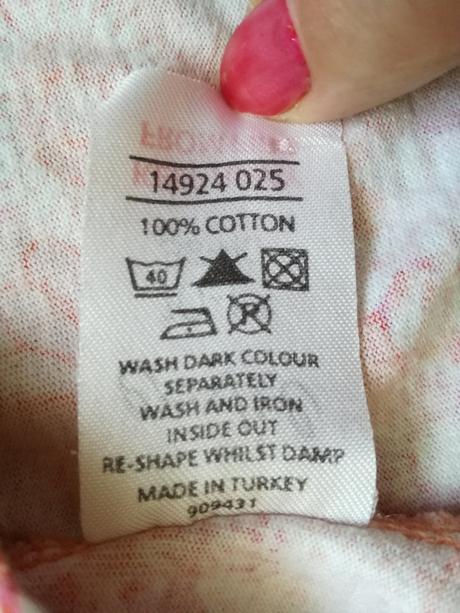 14924 025
100% COTTON
40
R
WASH DARK COLOUR
SEPARATELY
WASH AND IRON
INSIDE OUT
RE-SHAPE WHILST DAMP
MADE IN TURKEY
909431